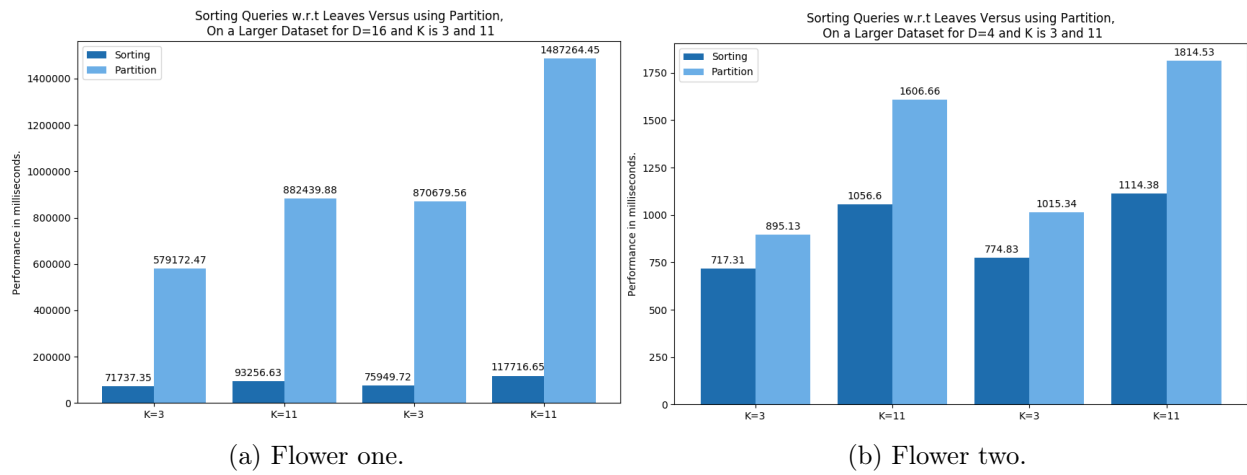 Sorting Queries w.r.t Leaves Versus using Partition,
On a Larger Dataset for D=16 and K is 3 and 11
Sorting
Partition
Performance in milliseconds.
1400000
1200000
1000000
800000
600000
400000
200000
0
71737.35
579172.47
93256.63
882439.88
75949.72
870679.56
117716.65
1487264.45
K=3
K=11
K=3
K=11
(a) Flower one.
Sorting Queries w.r.t Leaves Versus using Partition,
On a Larger Dataset for D=4 and K is 3 and 11
Sorting
Partition
Performance in milliseconds.
1750
1500
1250
1000
750
500
250
0
717.31
895.13
1056.6
1606.66
774.83
1015.34
1114.38
1814.53
K=3
K=11
K=3
K=11
(b) Flower two.